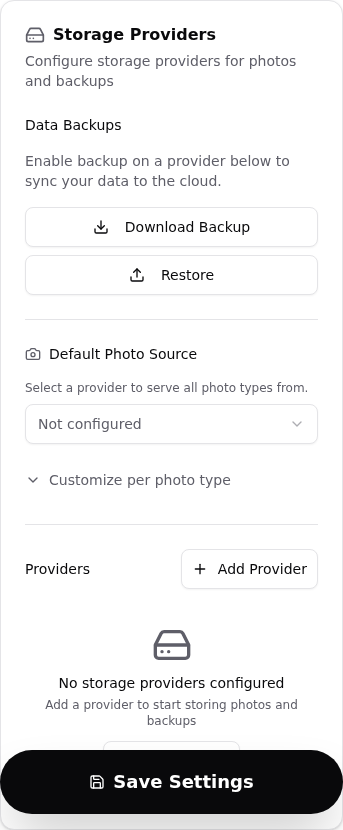 Storage Providers
Configure storage providers for photos
and backups
Data Backups
Enable backup on a provider below to
sync your data to the cloud.
Download Backup
Restore
Default Photo Source
Select a provider to serve all photo types from.
Not configured
Customize per photo type
Providers
Add Provider
No storage providers configured
Add a provider to start storing photos and
backups
Save Settings